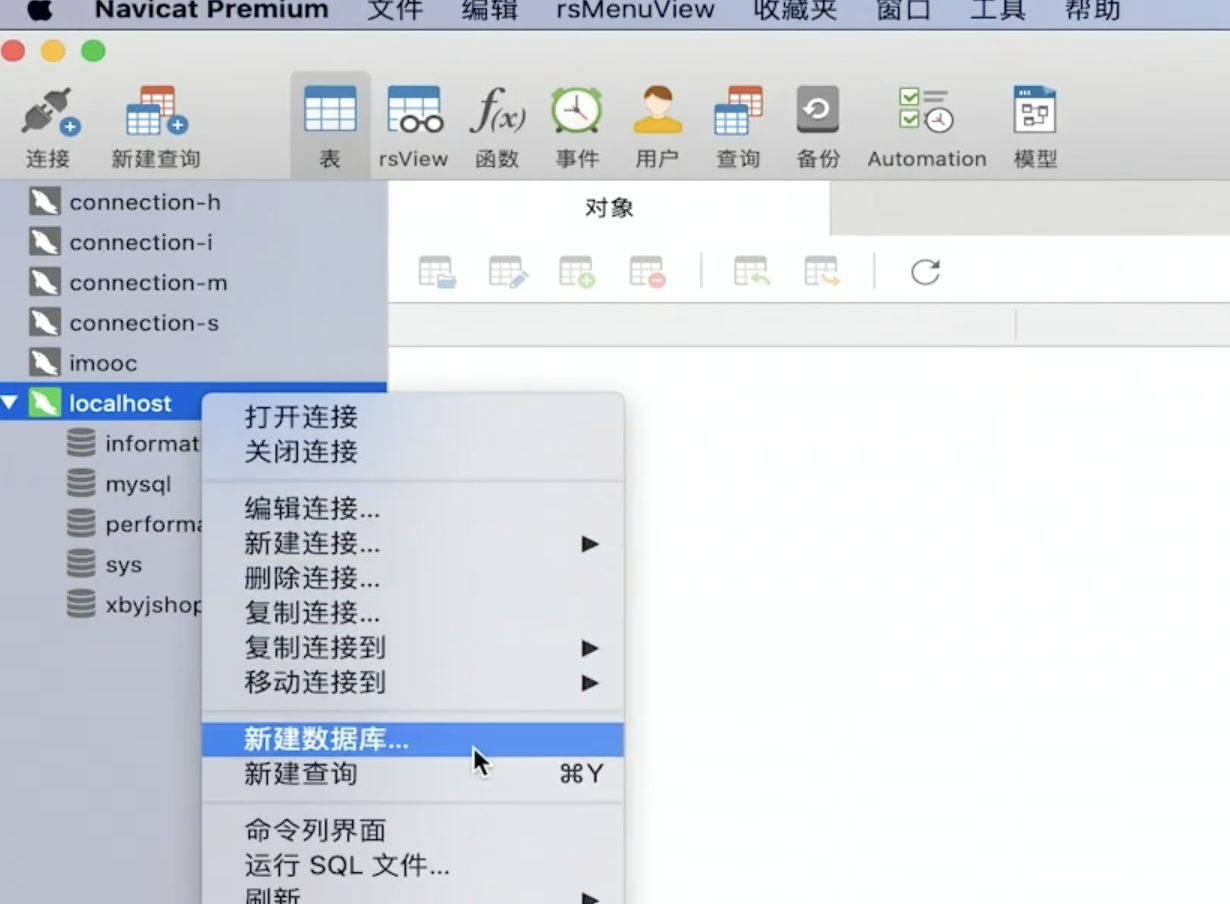 Navicat Premium 文件 编辑 rsMenuView 收藏夹 窗口 工具 帮助
连接 新建查询 表 rsView 函数 事件 用户 查询 备份 Automation 模型
connection-h
对象
connection-i
connection-m
connection-s
imooc
localhost
打开连接
informat
关闭连接
mysql
编辑连接...
performa
新建连接...
sys
删除连接...
xbyjshop
复制连接...
复制连接到
移动连接到
新建数据库...
新建查询 ⌘Y
命令列界面
运行 SQL 文件...
刷新